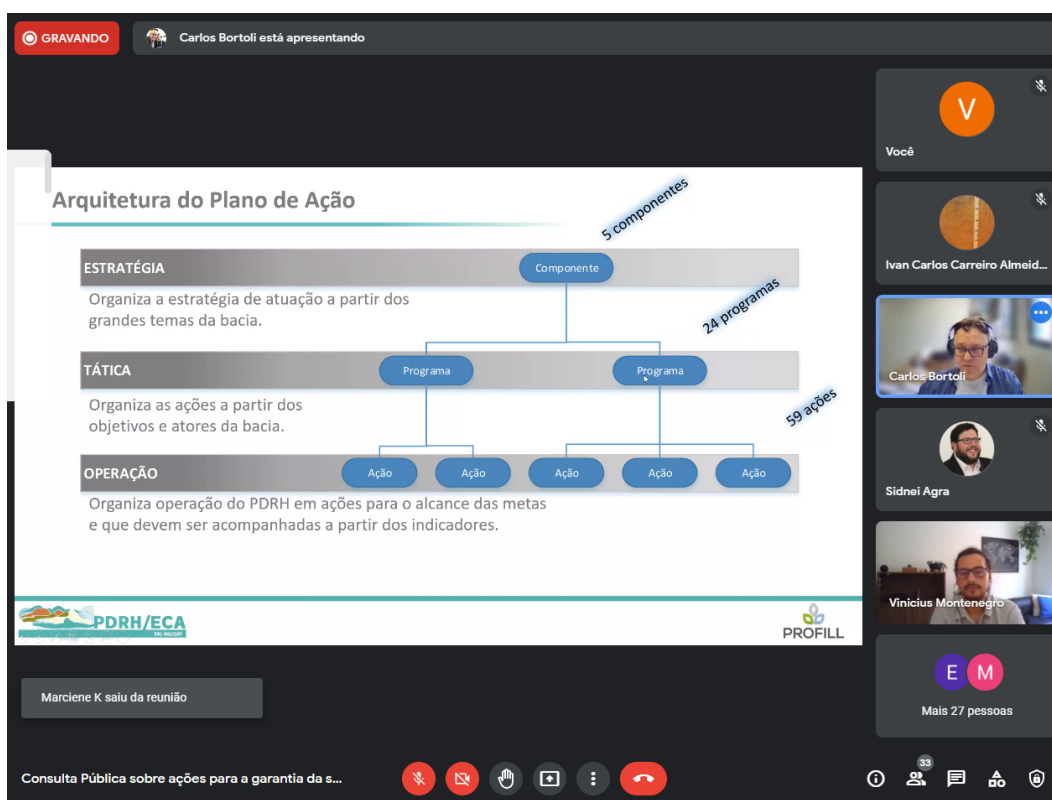 GRAVANDO
Carlos Bortoli está apresentando
V
Você
Ivan Carlos Carreiro Almeid...
Carlos Bortoli
Sidnei Agra
Vinicius Montenegro
E M
Mais 27 pessoas
Arquitetura do Plano de Ação
5 componentes
ESTRATÉGIA
Componente
Organiza a estratégia de atuação a partir dos
grandes temas da bacia.
24 programas
TÁTICA
Programa Programa
Organiza as ações a partir dos
objetivos e atores da bacia.
59 ações
OPERAÇÃO
Ação Ação Ação Ação Ação
Organiza operação do PDRH em ações para o alcance das metas
e que devem ser acompanhadas a partir dos indicadores.
PDRH/ECA
PROFILL
Marciene K saiu da reunião
Consulta Pública sobre ações para a garantia da s...
33